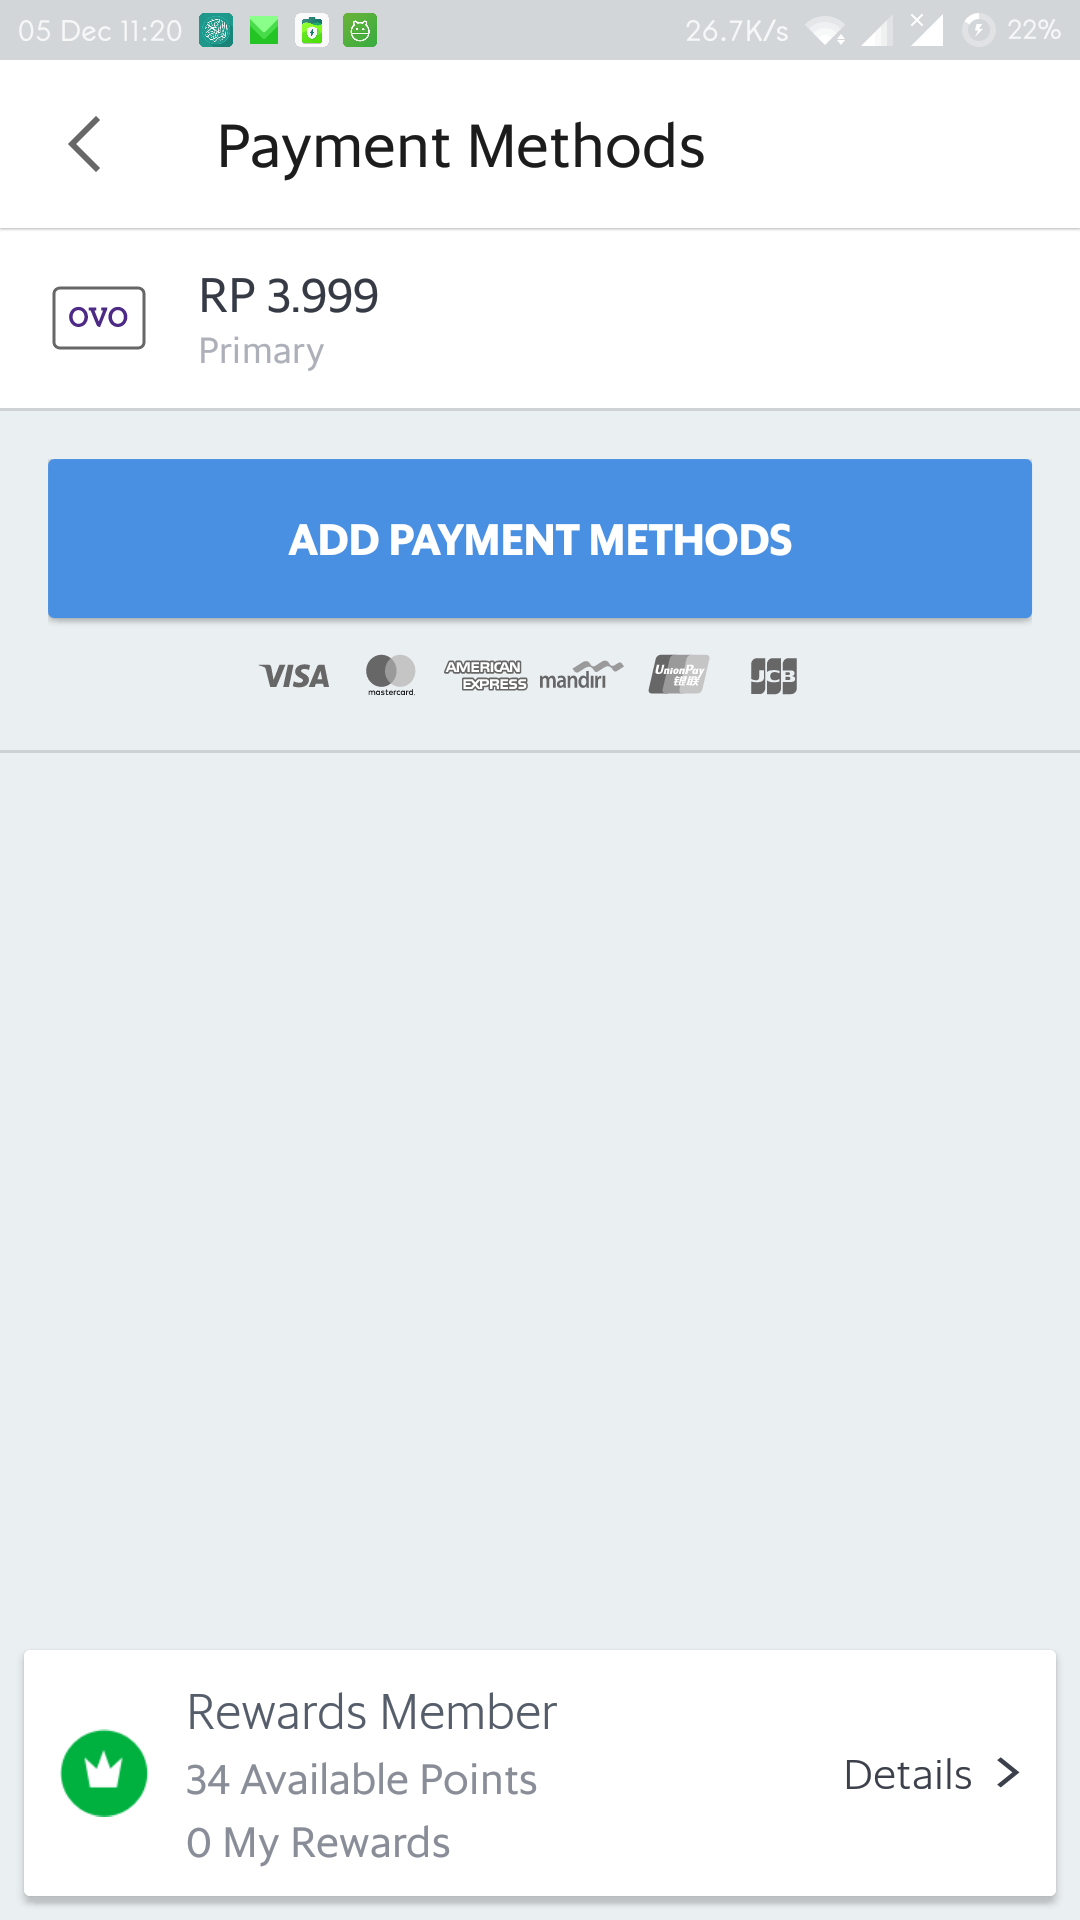 05 Dec 11:20
26.7K/s
22%
Payment Methods
OVO
RP 3.999
Primary
ADD PAYMENT METHODS
VISA
mastercard.
AMERICAN
EXPRESS
mandiri
UnionPay
银联
JCB
Rewards Member
34 Available Points
0 My Rewards
Details